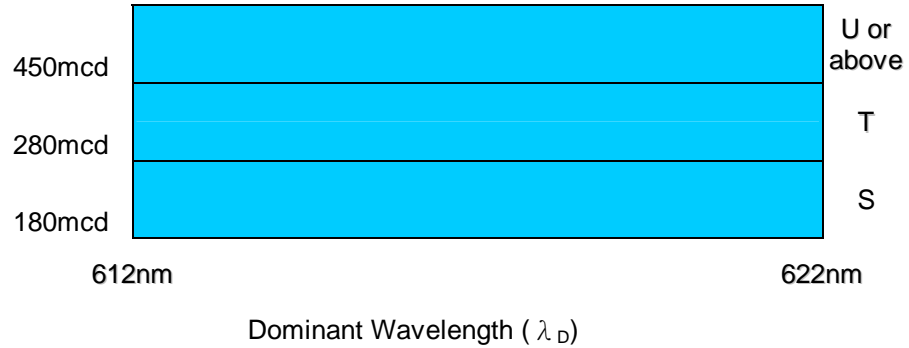 U or
above
450mcd
T
280mcd
S
180mcd
612nm 622nm
Dominant Wavelength ( λ D)